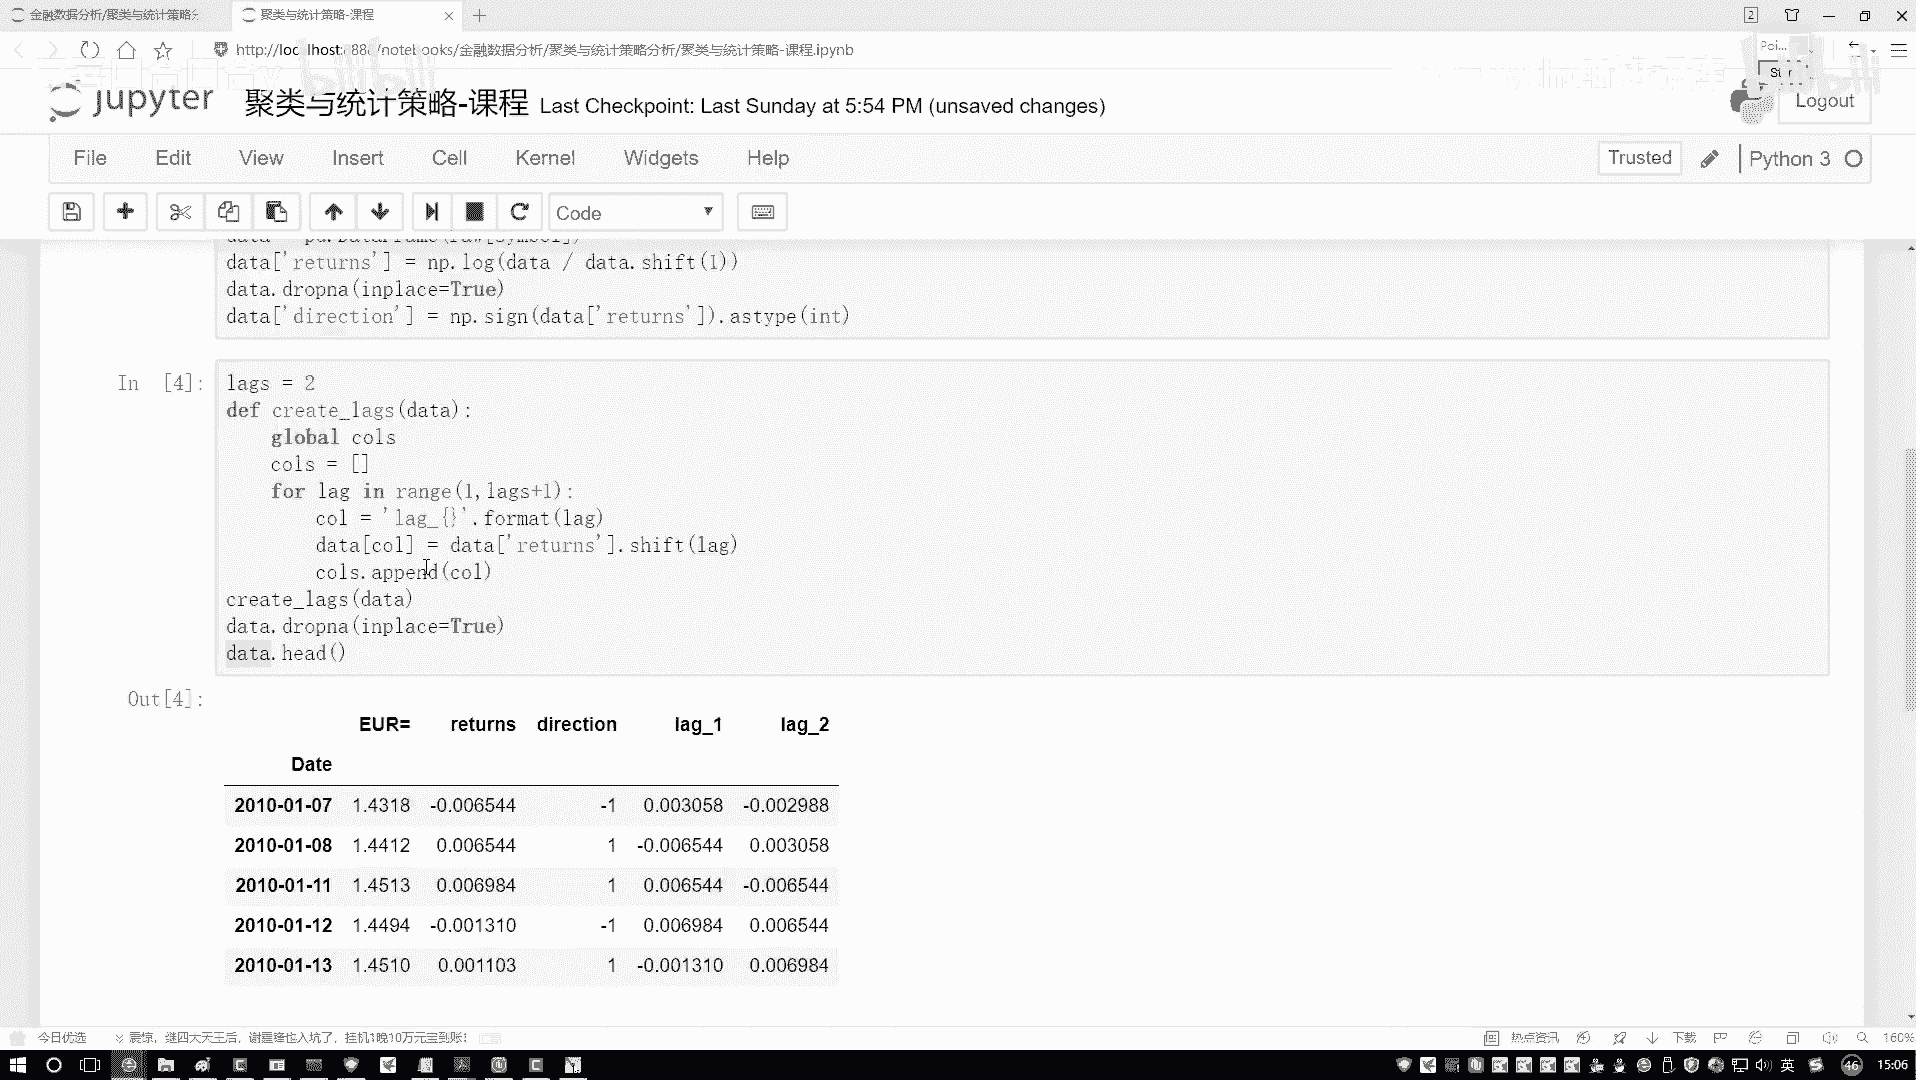 金融数据分析/聚类与统计策略分
聚类与统计策略-课程
2
/notebooks/金融数据分析/聚类与统计策略分析/聚类与统计策略-课程.ipynb
Poi...
bilibili
jupyter 聚类与统计策略-课程 Last Checkpoint: Last Sunday at 5:54 PM (unsaved changes)
Logout
File Edit View Insert Cell Kernel Widgets Help
Trusted
Python 3
Code
data['returns'] = np.log(data / data.shift(1))
data.dropna(inplace=True)
data['direction'] = np.sign(data['returns']).astype(int)
In [4]:
lags = 2
def create_lags(data):
global cols
cols = []
for lag in range(1,lags+1):
col = 'lag_{}'.format(lag)
data[col] = data['returns'].shift(lag)
cols.append(col)
create_lags(data)
data.dropna(inplace=True)
data.head()
Out[4]:
EUR= returns direction lag_1 lag_2
Date
2010-01-07 1.4318 -0.006544 -1 0.003058 -0.002988
2010-01-08 1.4412 0.006544 1 -0.006544 0.003058
2010-01-11 1.4513 0.006984 1 0.006544 -0.006544
2010-01-12 1.4494 -0.001310 -1 0.006984 0.006544
2010-01-13 1.4510 0.001103 1 -0.001310 0.006984
今日优选
震惊，继四大天王后，谢霆锋也入坑了，挂机1晚10万元宝到账!
热点资讯
下载
160%
英
46
15:06